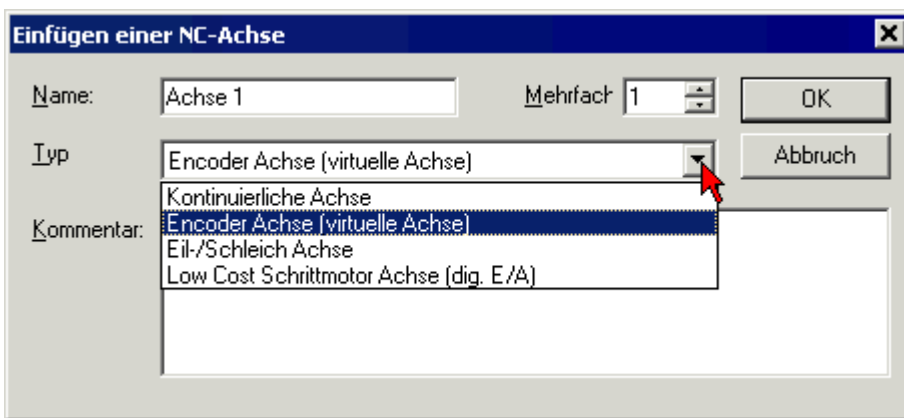 Einfügen einer NC-Achse
Name: Achse 1 Mehrfach 1 OK
Typ Encoder Achse (virtuelle Achse) Abbruch
Kontinuierliche Achse
Encoder Achse (virtuelle Achse)
Eil-/Schleich Achse
Low Cost Schrittmotor Achse (dig. E/A)
Kommentar: